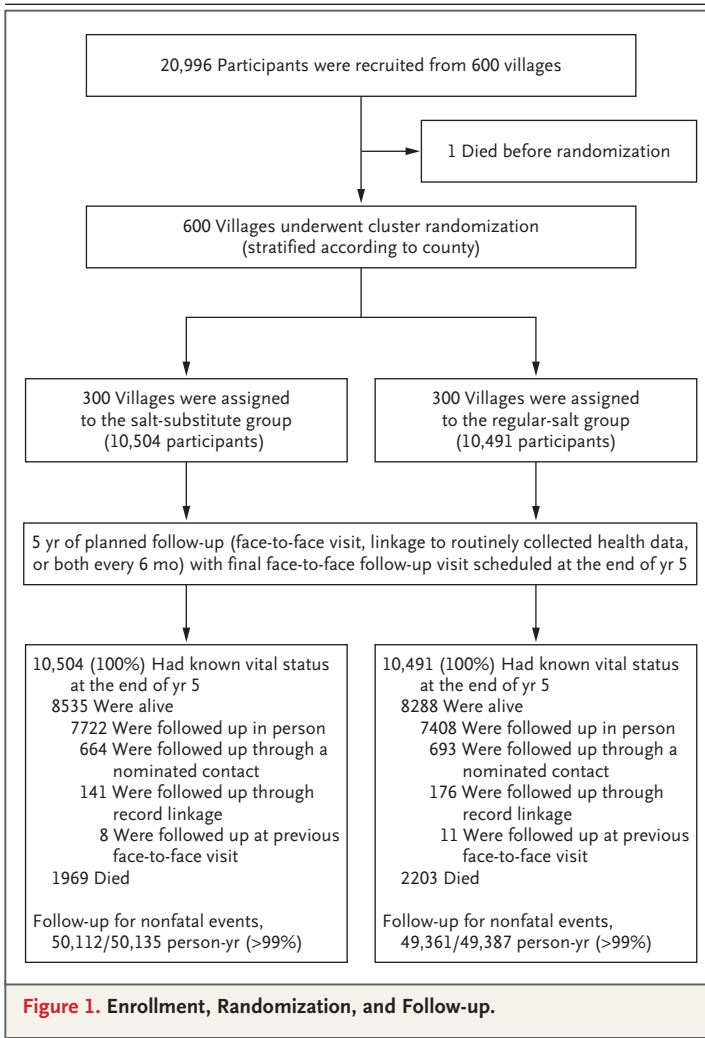 20,996 Participants were recruited from 600 villages
1 Died before randomization
600 Villages underwent cluster randomization
(stratified according to county)
300 Villages were assigned
to the salt-substitute group
(10,504 participants)
300 Villages were assigned
to the regular-salt group
(10,491 participants)
5 yr of planned follow-up (face-to-face visit, linkage to routinely collected health data,
or both every 6 mo) with final face-to-face follow-up visit scheduled at the end of yr 5
10,504 (100%) Had known vital status
at the end of yr 5
8535 Were alive
7722 Were followed up in person
664 Were followed up through a
nominated contact
141 Were followed up through
record linkage
8 Were followed up at previous
face-to-face visit
1969 Died
Follow-up for nonfatal events,
50,112/50,135 person-yr (>99%)
10,491 (100%) Had known vital status
at the end of yr 5
8288 Were alive
7408 Were followed up in person
693 Were followed up through a
nominated contact
176 Were followed up through
record linkage
11 Were followed up at previous
face-to-face visit
2203 Died
Follow-up for nonfatal events,
49,361/49,387 person-yr (>99%)
Figure 1. Enrollment, Randomization, and Follow-up.